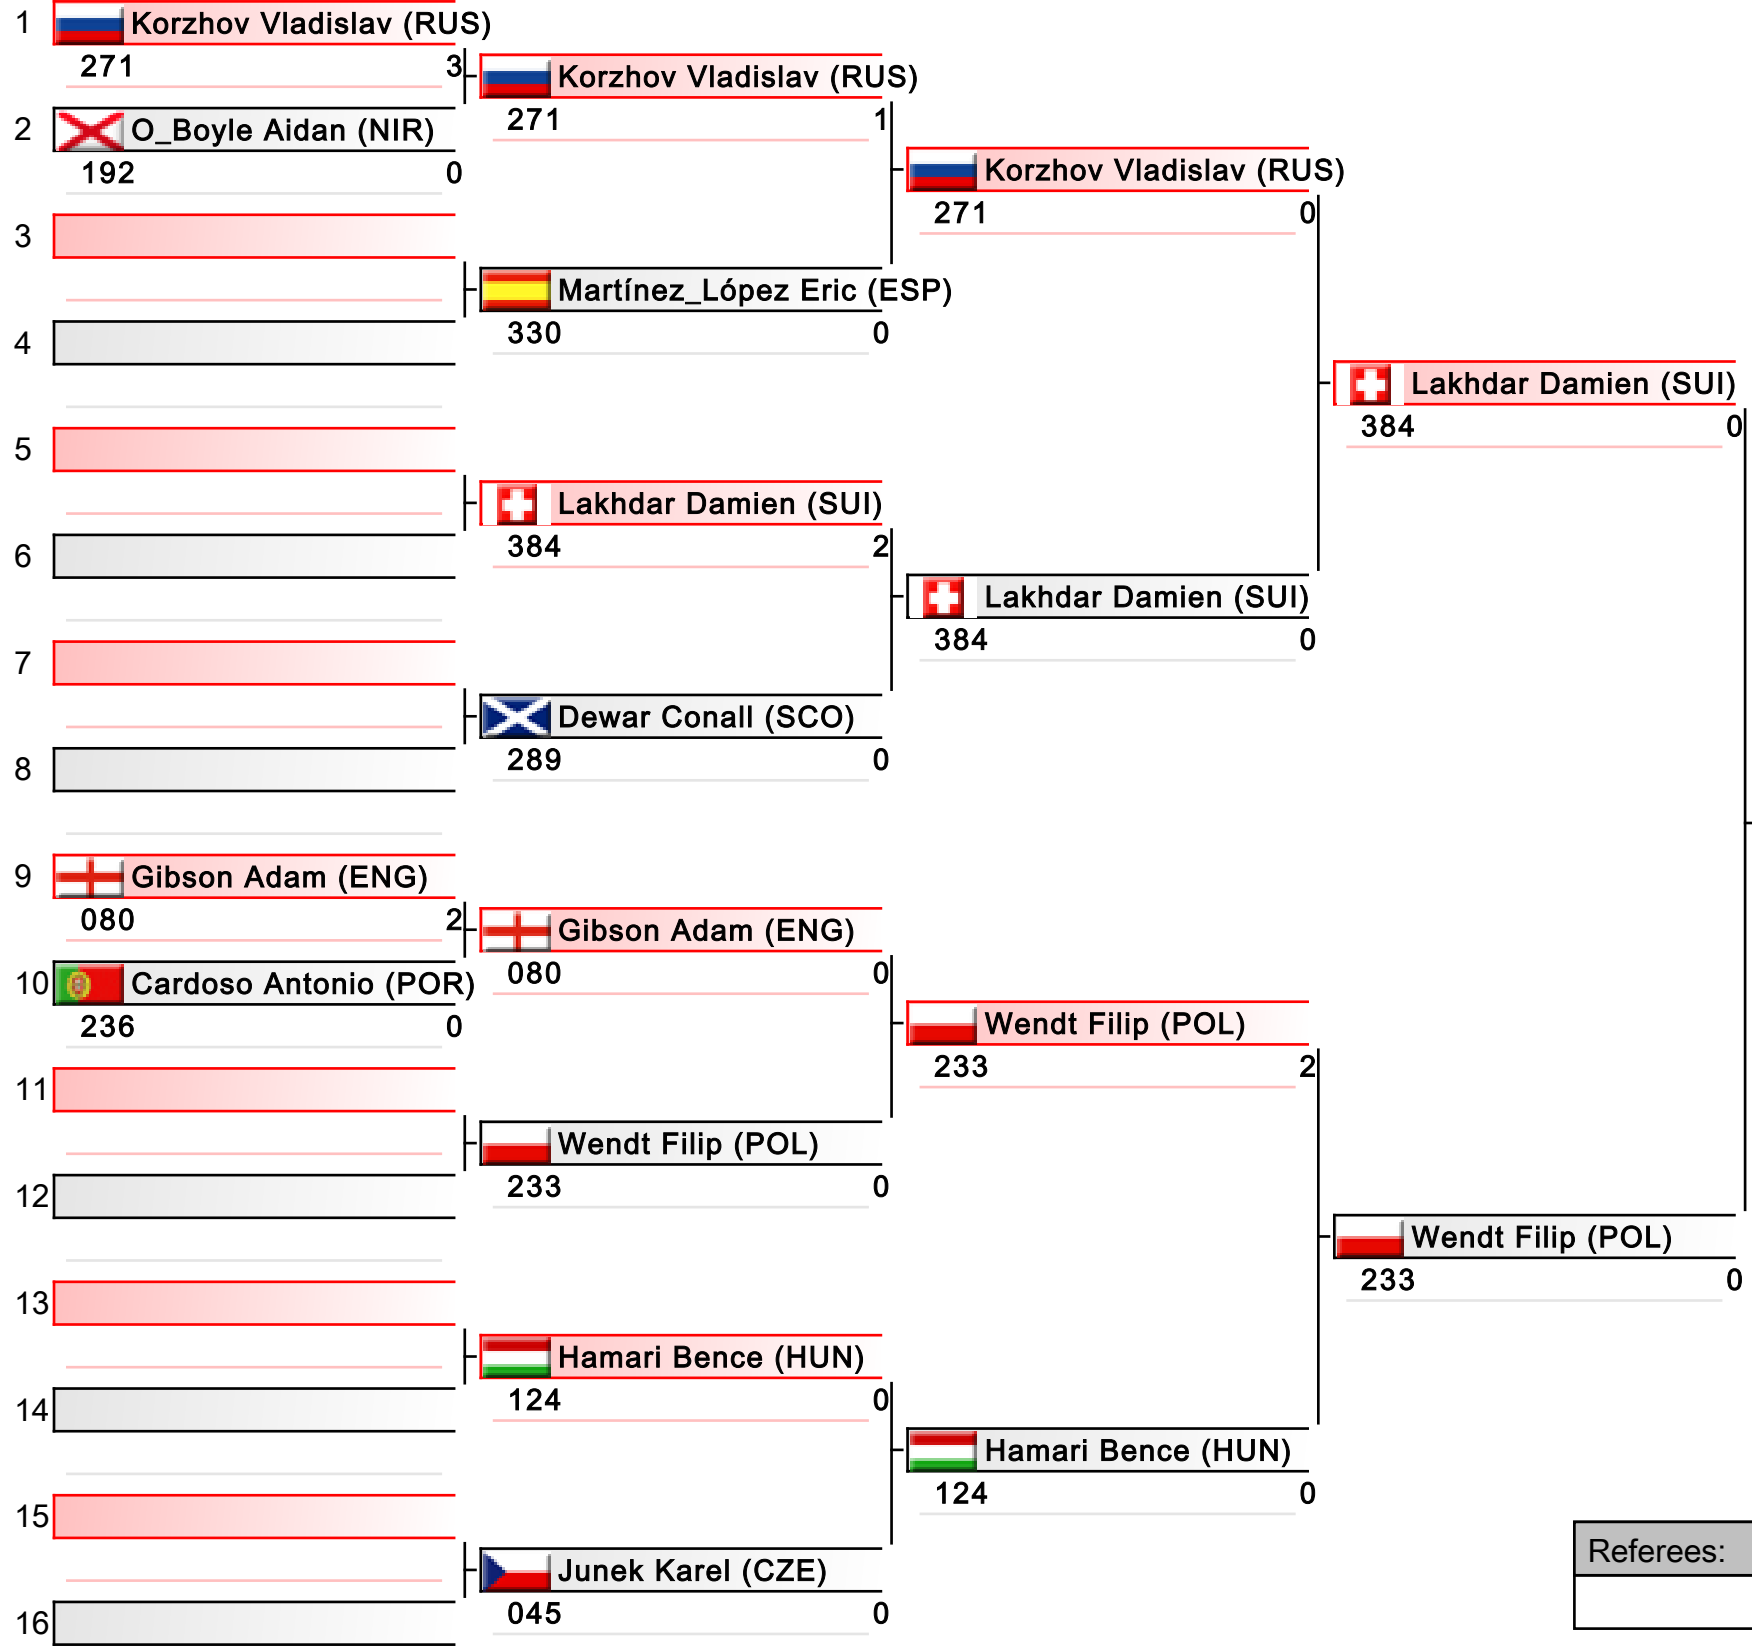 1 Korzhov Vladislav (RUS)
271 3
Korzhov Vladislav (RUS)
271 1
2 O_Boyle Aidan (NIR)
192 0
Korzhov Vladislav (RUS)
271 0
3
Martínez_López Eric (ESP)
330 0
4
Lakhdar Damien (SUI)
384 0
5
Lakhdar Damien (SUI)
384 2
6
Lakhdar Damien (SUI)
384 0
7
Dewar Conall (SCO)
289 0
8
9 Gibson Adam (ENG)
080 2
Gibson Adam (ENG)
080 0
10 Cardoso Antonio (POR)
236 0
Wendt Filip (POL)
233 2
11
Wendt Filip (POL)
233 0
12
Wendt Filip (POL)
233 0
13
Hamari Bence (HUN)
124 0
14
Hamari Bence (HUN)
124 0
15
Referees:
Junek Karel (CZE)
045 0
16